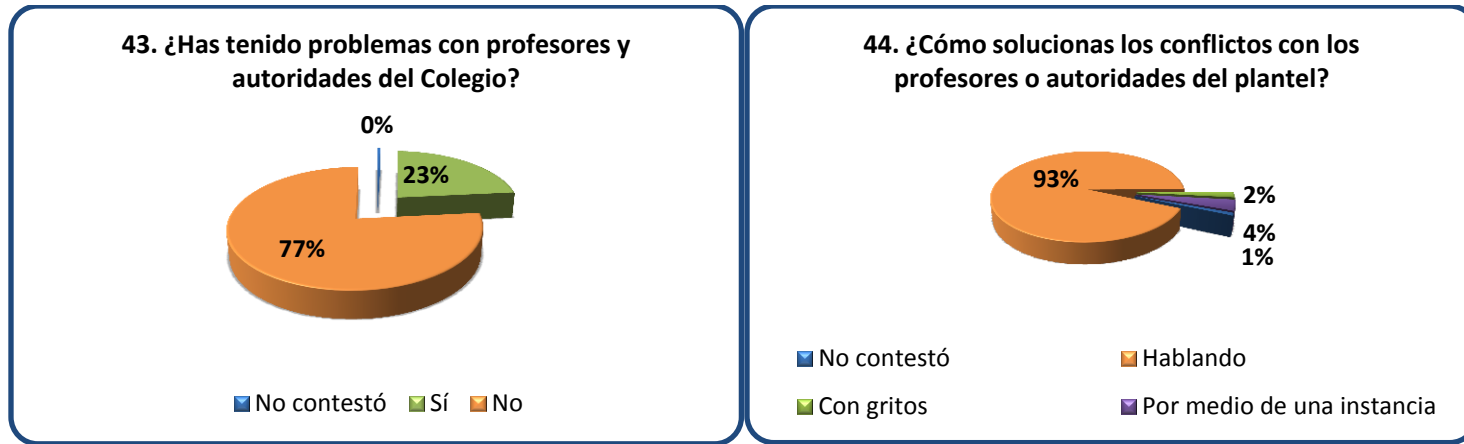 43. ¿Has tenido problemas con profesores y
autoridades del Colegio?
0%
23%
77%
No contestó Sí No
44. ¿Cómo solucionas los conflictos con los
profesores o autoridades del plantel?
93%
2%
4%
1%
No contestó Hablando
Con gritos Por medio de una instancia